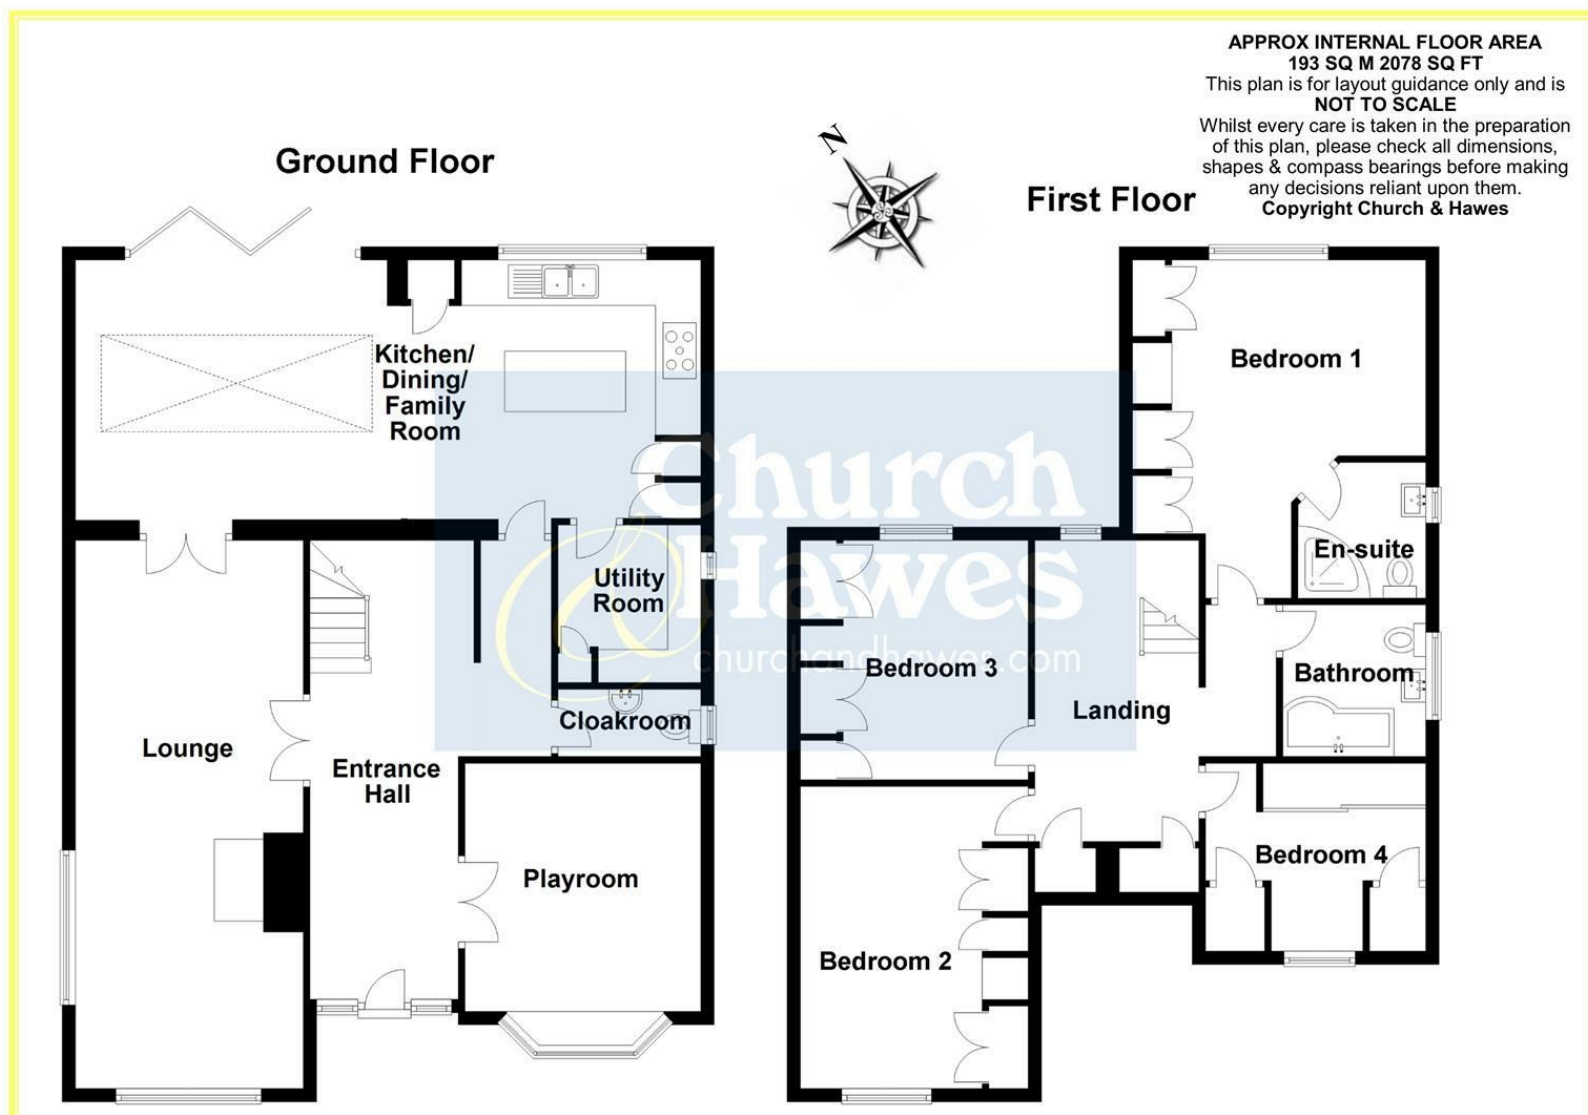 APPROX INTERNAL FLOOR AREA
193 SQ M 2078 SQ FT
This plan is for layout guidance only and is
NOT TO SCALE
Whilst every care is taken in the preparation
of this plan, please check all dimensions,
shapes & compass bearings before making
any decisions reliant upon them.
Copyright Church & Hawes
Ground Floor
N
First Floor
Kitchen/
Dining/
Family
Room
Utility
Room
Cloakroom
Lounge
Entrance
Hall
Playroom
Bedroom 1
En-suite
Bathroom
Bedroom 3
Landing
Bedroom 4
Bedroom 2
Church
& Hawes
churchandhawes.com